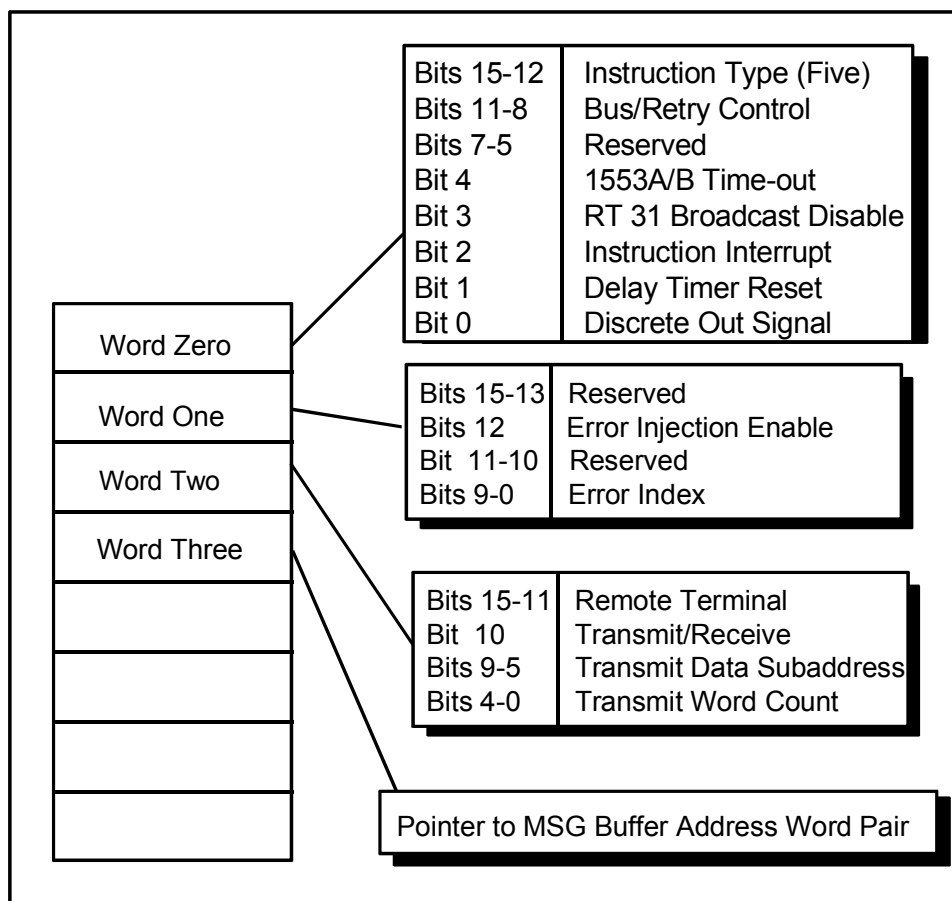 Bits 15-12 Instruction Type (Five)
Bits 11-8 Bus/Retry Control
Bits 7-5 Reserved
Bit 4 1553A/B Time-out
Bit 3 RT 31 Broadcast Disable
Bit 2 Instruction Interrupt
Bit 1 Delay Timer Reset
Bit 0 Discrete Out Signal
Word Zero
Word One
Word Two
Word Three
Bits 15-13 Reserved
Bits 12 Error Injection Enable
Bit 11-10 Reserved
Bits 9-0 Error Index
Bits 15-11 Remote Terminal
Bit 10 Transmit/Receive
Bits 9-5 Transmit Data Subaddress
Bits 4-0 Transmit Word Count
Pointer to MSG Buffer Address Word Pair